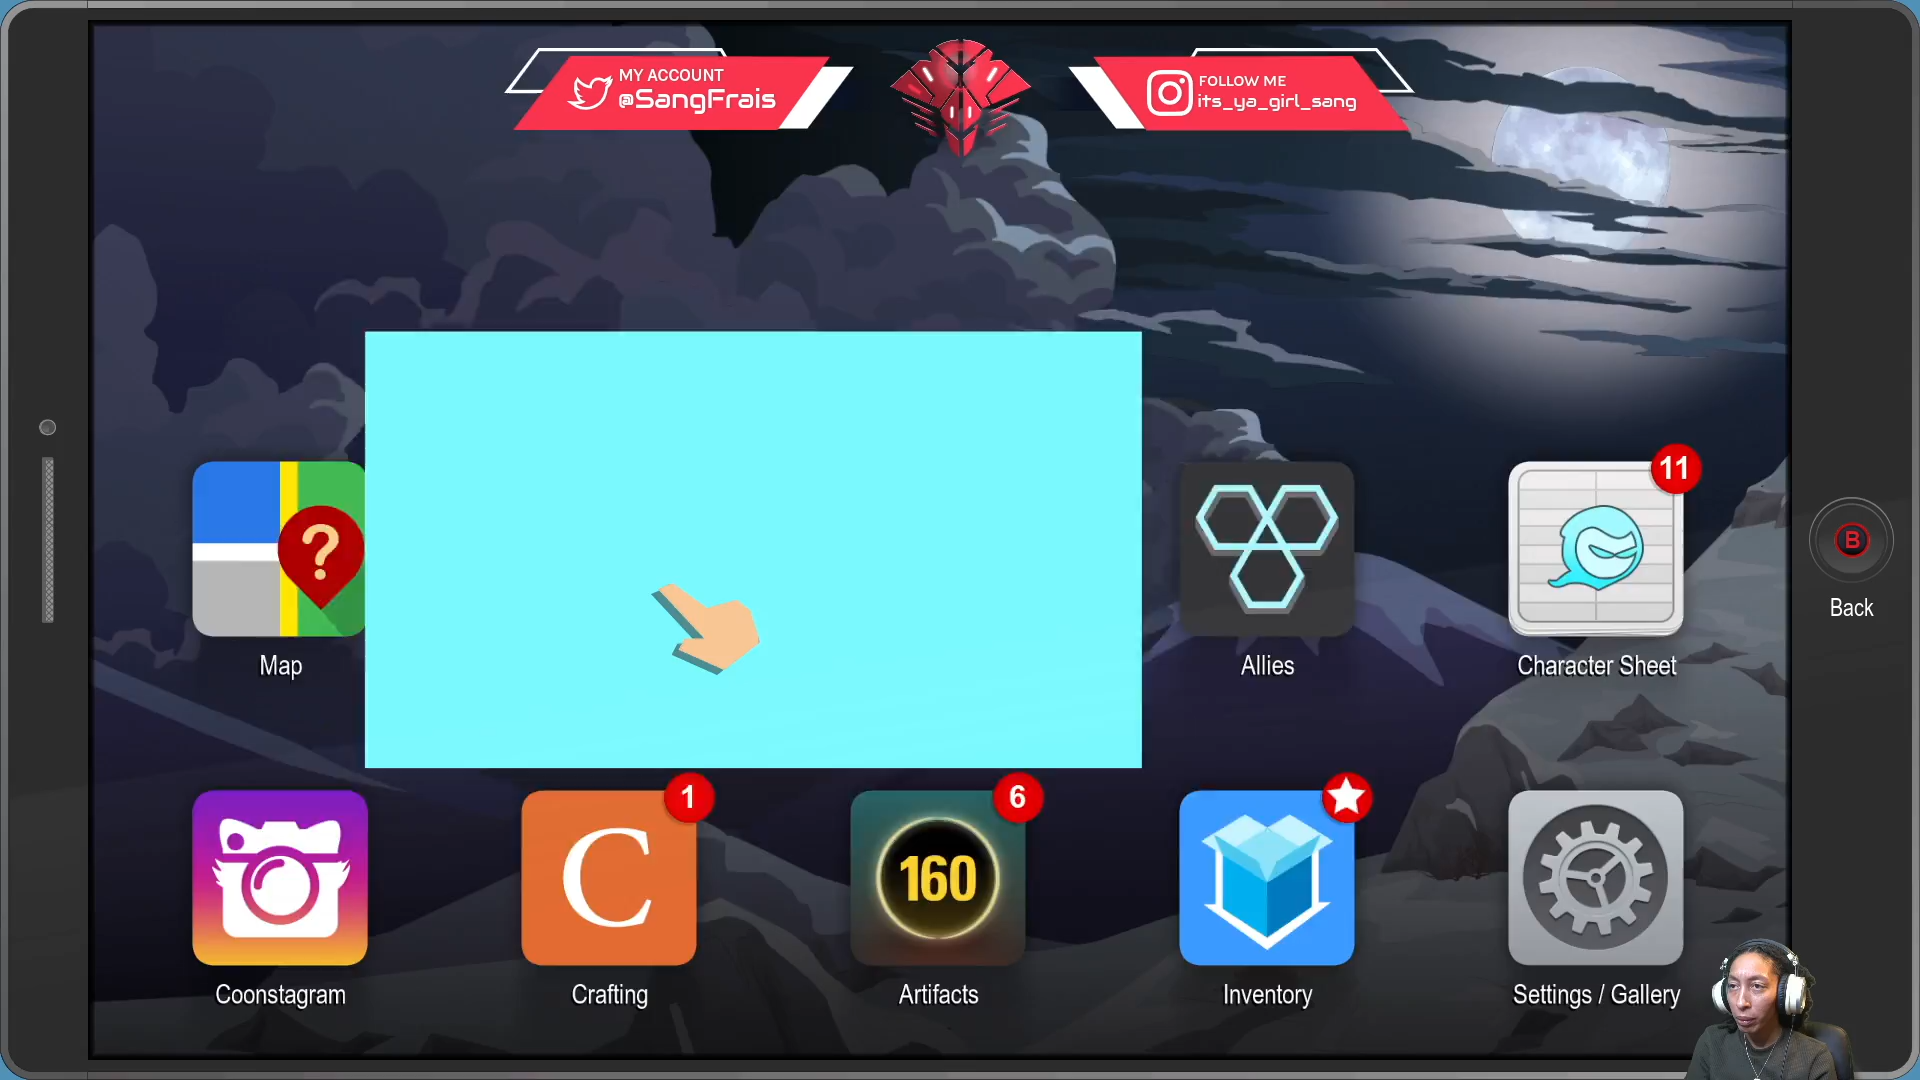 MY ACCOUNT
@SangFrais
FOLLOW ME
its_ya_girl_sang
?
11
B
Back
Map
Allies
Character Sheet
1
6
C
160
Coonstagram
Crafting
Artifacts
Inventory
Settings / Gallery